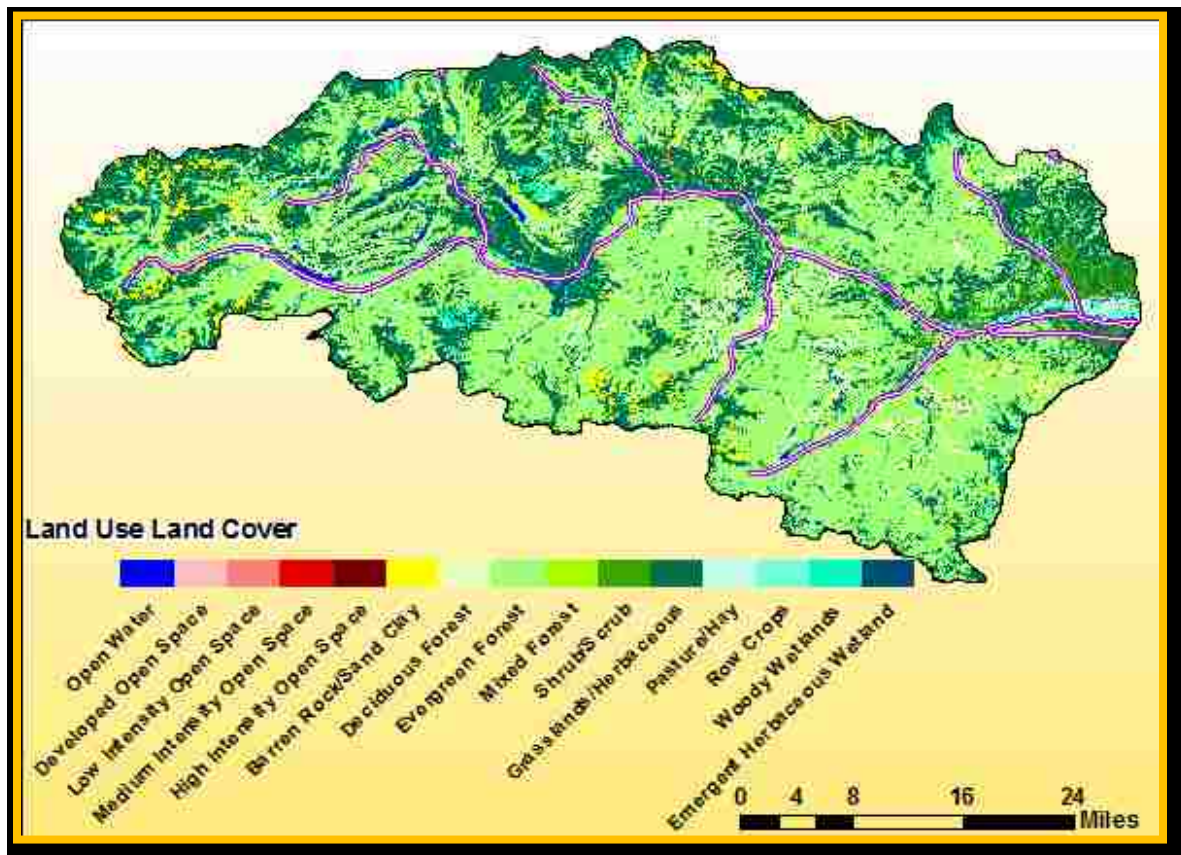 Land Use Land Cover
Open Water
Developed Open Space
Low Intensity Open Space
Medium Intensity Open Space
High Intensity Open Space
Barren Rock/Sand Clay
Deciduous Forest
Evergreen Forest
Mixed Forest
Shrub/Scrub
Grasslands/Herbaceous
Pasture/Hay
Row Crops
Woody Wetlands
Emergent Herbaceous Wetland
0 4 8 16 24
Miles